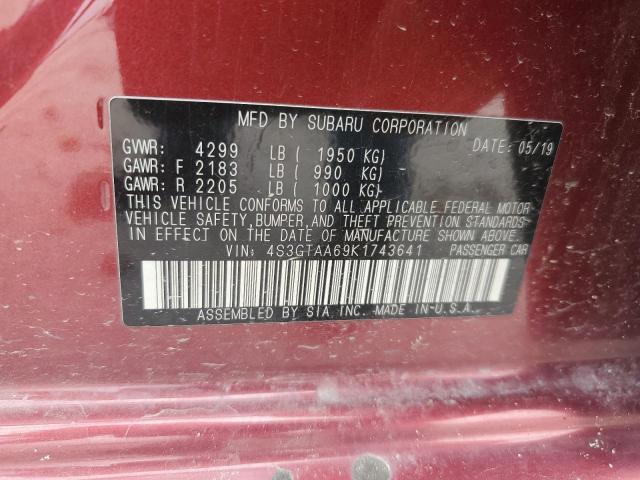 MFD BY SUBARU CORPORATION DATE: 05/19
GVWR: 4299 LB ( 1950 KG)
GAWR: F 2183 LB ( 990 KG)
GAWR: R 2205 LB ( 1000 KG)
THIS VEHICLE CONFORMS TO ALL APPLICABLE FEDERAL MOTOR
VEHICLE SAFETY, BUMPER, AND THEFT PREVENTION STANDARDS
IN EFFECT ON THE DATE OF MANUFACTURE SHOWN ABOVE.
VIN: 4S3GTAA69K1743641 PASSENGER CAR
ASSEMBLED BY SIA, INC. MADE IN U.S.A.